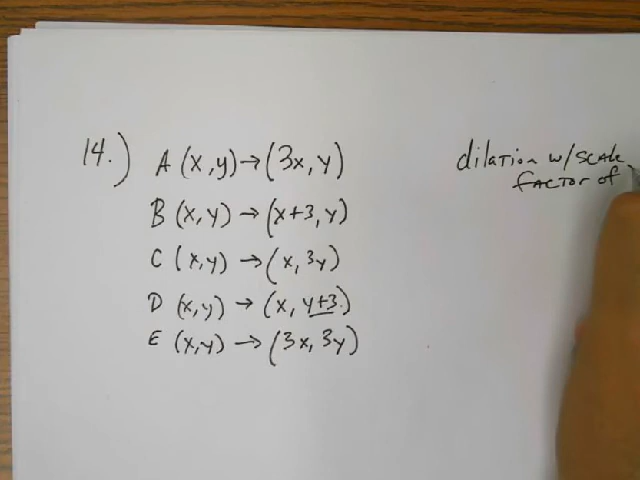 14.) A (x,y)→(3x,y)
B (x,y)→(x+3,y)
C (x,y)→(x,3y)
D (x,y)→(x,y+3)
E (x,y)→(3x,3y)
dilation w/ scale
factor of